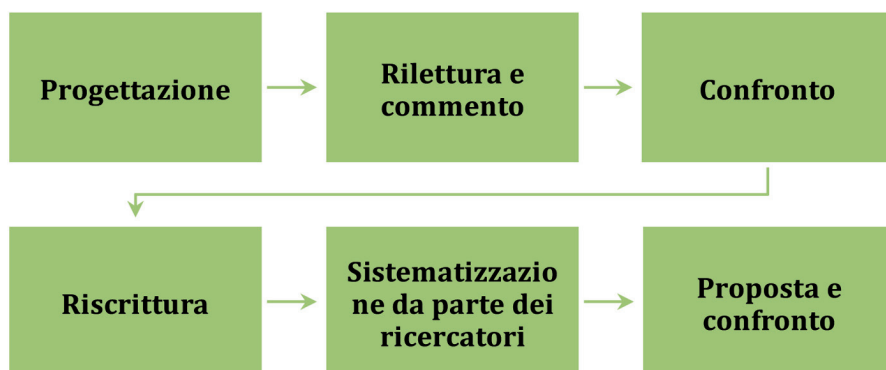 Progettazione
Rilettura e
commento
Confronto
Riscrittura
Sistematizzazio
ne da parte dei
ricercatori
Proposta e
confronto